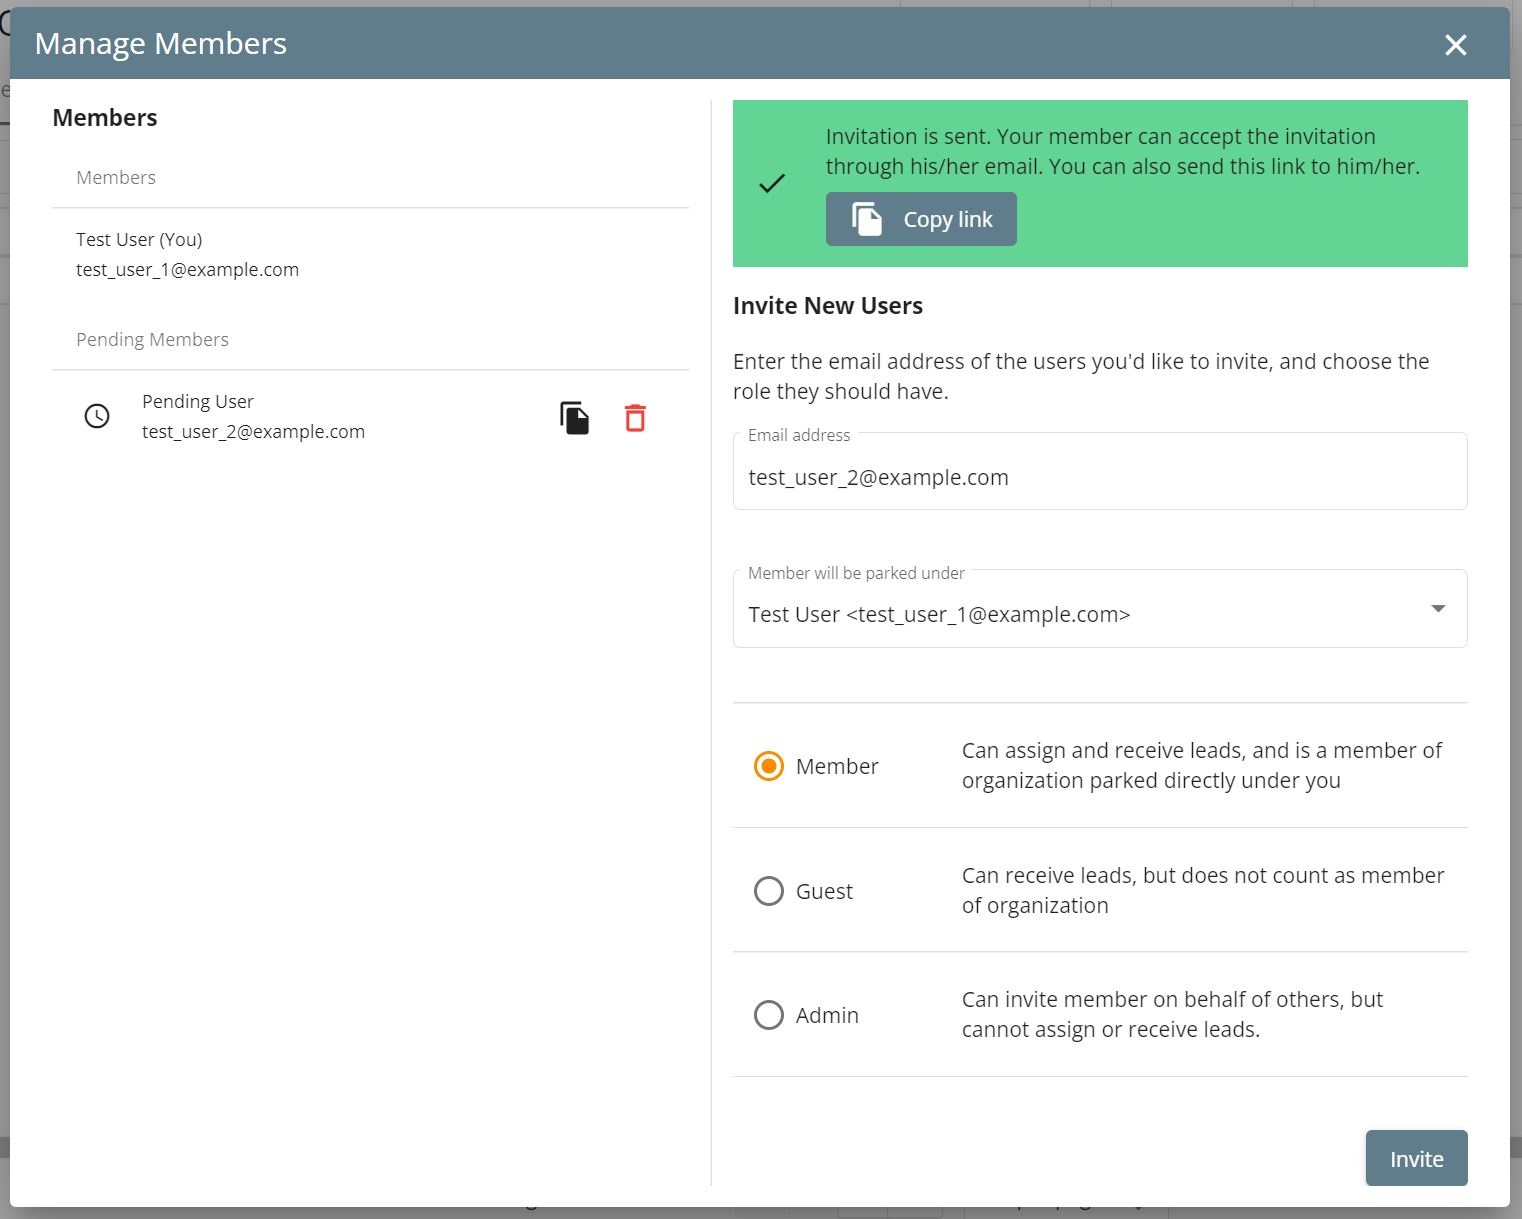 Manage Members
Members
Members
Test User (You)
test_user_1@example.com
Pending Members
Pending User
test_user_2@example.com
Invitation is sent. Your member can accept the invitation
through his/her email. You can also send this link to him/her.
Copy link
Invite New Users
Enter the email address of the users you'd like to invite, and choose the
role they should have.
Email address
test_user_2@example.com
Member will be parked under
Test User <test_user_1@example.com>
Member
Can assign and receive leads, and is a member of
organization parked directly under you
Guest
Can receive leads, but does not count as member
of organization
Admin
Can invite member on behalf of others, but
cannot assign or receive leads.
Invite